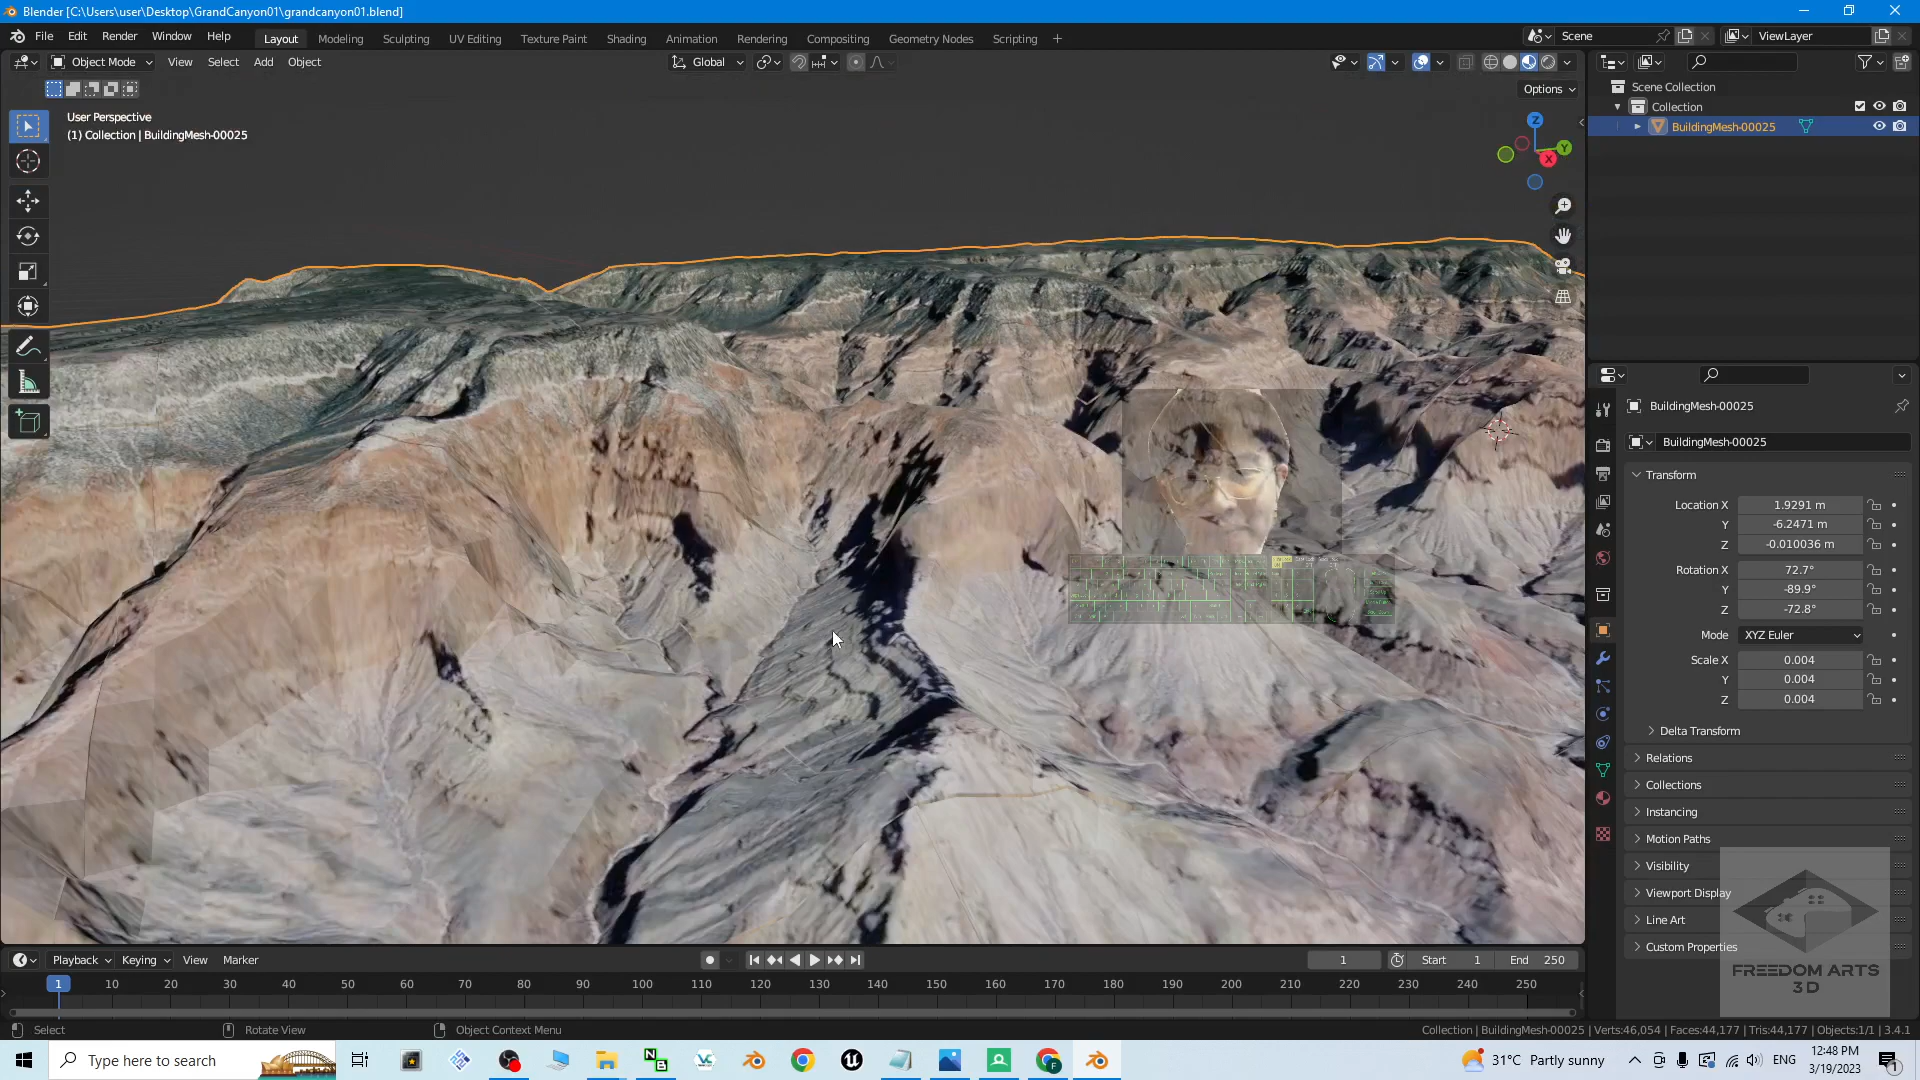 Blender [C:\Users\user\Desktop\GrandCanyon01\grandcanyon01.blend]
File Edit Render Window Help
Layout Modeling Sculpting UV Editing Texture Paint Shading Animation Rendering Compositing Geometry Nodes Scripting +
Scene
ViewLayer
Object Mode View Select Add Object
Global
Options
User Perspective
(1) Collection | BuildingMesh-00025
Z
Y
X
Scene Collection
Collection
BuildingMesh-00025
BuildingMesh-00025
BuildingMesh-00025
Transform
Location X 1.9291 m
Y -6.2471 m
Z -0.010036 m
Rotation X 72.7°
Y -89.9°
Z -72.8°
Mode XYZ Euler
Scale X 0.004
Y 0.004
Z 0.004
Delta Transform
Relations
Collections
Instancing
Motion Paths
Visibility
Viewport Display
Line Art
Custom Properties
FREEDOM ARTS
3D
Playback Keying View Marker
1
Start 1
End 250
1 10 20 30 40 50 60 70 80 90 100 110 120 130 140 150 160 170 180 190 200 210 220 230 240 250
Select
Rotate View
Object Context Menu
Collection | BuildingMesh-00025 | Verts:46,054 | Faces:44,177 | Tris:44,177 | Objects:1/1 | 3.4.1
Type here to search
31°C Partly sunny
ENG
12:48 PM
3/19/2023